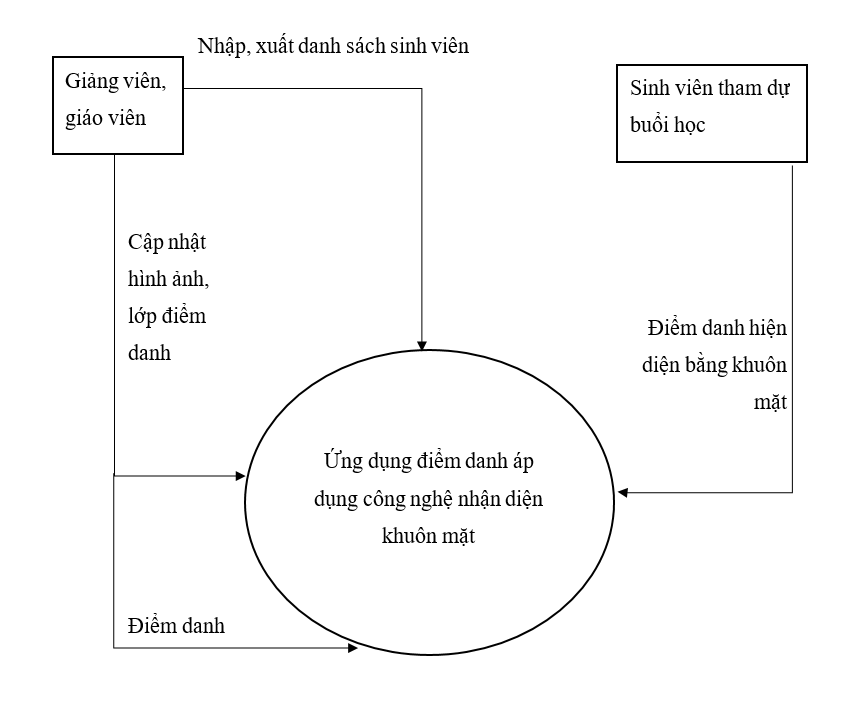 Nhập, xuất danh sách sinh viên
Giảng viên,
giáo viên
Sinh viên tham dự
buổi học
Cập nhật
hình ảnh,
lớp điểm
danh
Điểm danh hiện
diện bằng khuôn
mặt
Ứng dụng điểm danh áp
dụng công nghệ nhận diện
khuôn mặt
Điểm danh